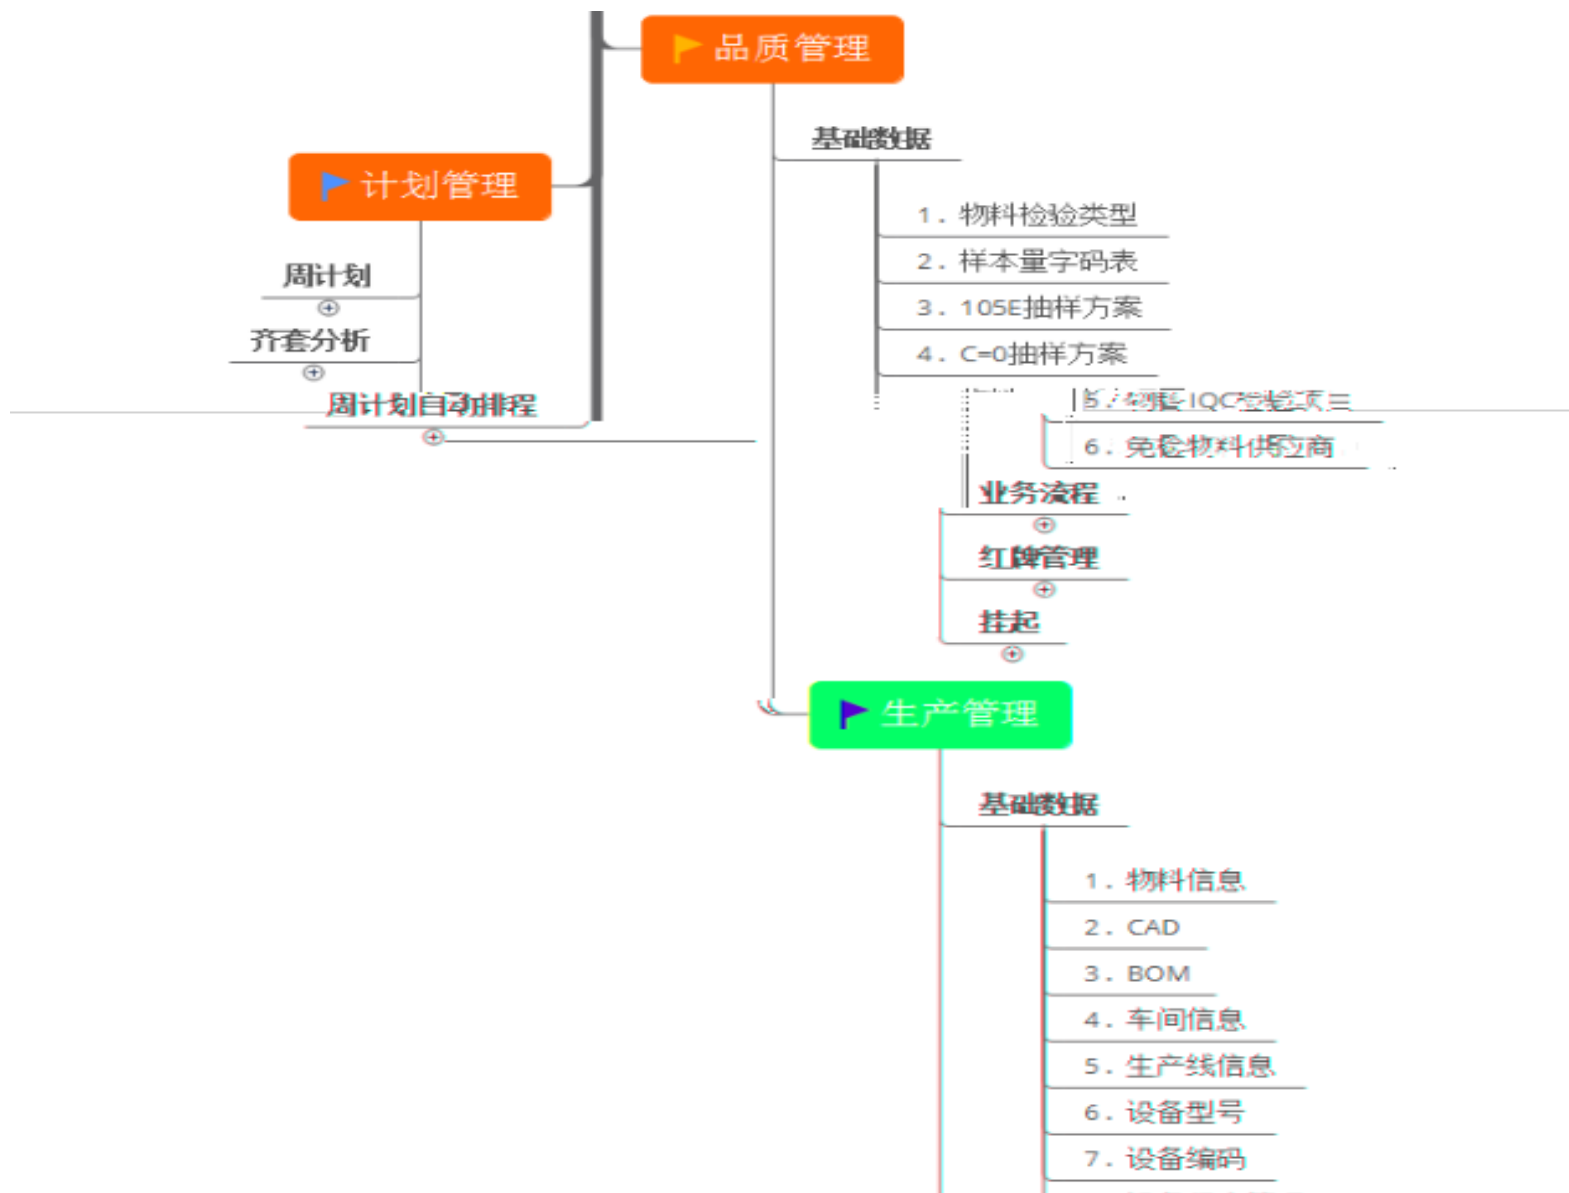 品质管理
基础数据
1. 物料检验类型
2. 样本量字码表
3. 105E抽样方案
4. C=0抽样方案
6. 免检物料供应商
业务流程
红牌管理
挂起
计划管理
周计划
齐套分析
周计划自动排程
生产管理
基础数据
1. 物料信息
2. CAD
3. BOM
4. 车间信息
5. 生产线信息
6. 设备型号
7. 设备编码